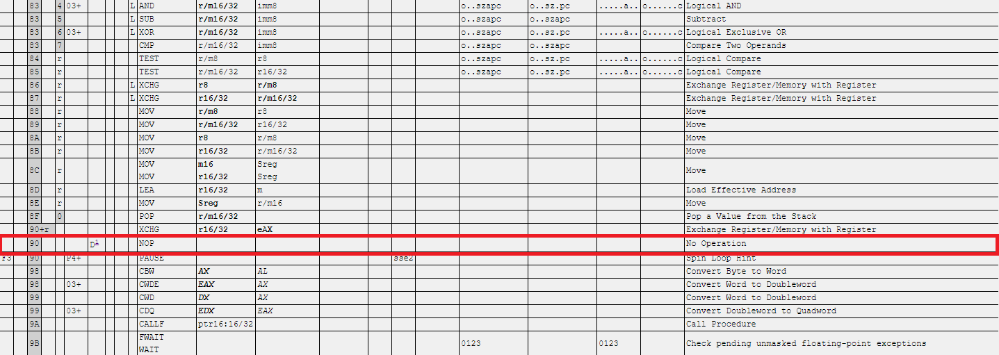 83 4 03+ L AND r/m16/32 imm8 o..szapc o..sz.pc .....a.. o......c Logical AND
83 5 L SUB r/m16/32 imm8 o..szapc o..szapc Subtract
83 6 03+ L XOR r/m16/32 imm8 o..szapc o..sz.pc .....a.. o......c Logical Exclusive OR
83 7 CMP r/m16/32 imm8 o..szapc o..szapc Compare Two Operands
84 r TEST r/m8 r8 o..szapc o..sz.pc .....a.. o......c Logical Compare
85 r TEST r/m16/32 r16/32 o..szapc o..sz.pc .....a.. o......c Logical Compare
86 r L XCHG r8 r/m8 Exchange Register/Memory with Register
87 r L XCHG r16/32 r/m16/32 Exchange Register/Memory with Register
88 r MOV r/m8 r8 Move
89 r MOV r/m16/32 r16/32 Move
8A r MOV r8 r/m8 Move
8B r MOV r16/32 r/m16/32 Move
8C r MOV m16 Sreg Move
MOV r16/32 Sreg
8D r LEA r16/32 m Load Effective Address
8E r MOV Sreg r/m16 Move
8F 0 POP r/m16/32 Pop a Value from the Stack
90+r XCHG r16/32 eAX Exchange Register/Memory with Register
90 D1 NOP No Operation
F3 90 P4+ PAUSE sse2 Spin Loop Hint
98 CBW AX AL Convert Byte to Word
98 03+ CWDE EAX AX Convert Word to Doubleword
99 CWD DX AX Convert Word to Doubleword
99 03+ CDQ EDX EAX Convert Doubleword to Quadword
9A CALLF ptr16:16/32 Call Procedure
9B FWAIT 0123 0123 Check pending unmasked floating-point exceptions
WAIT